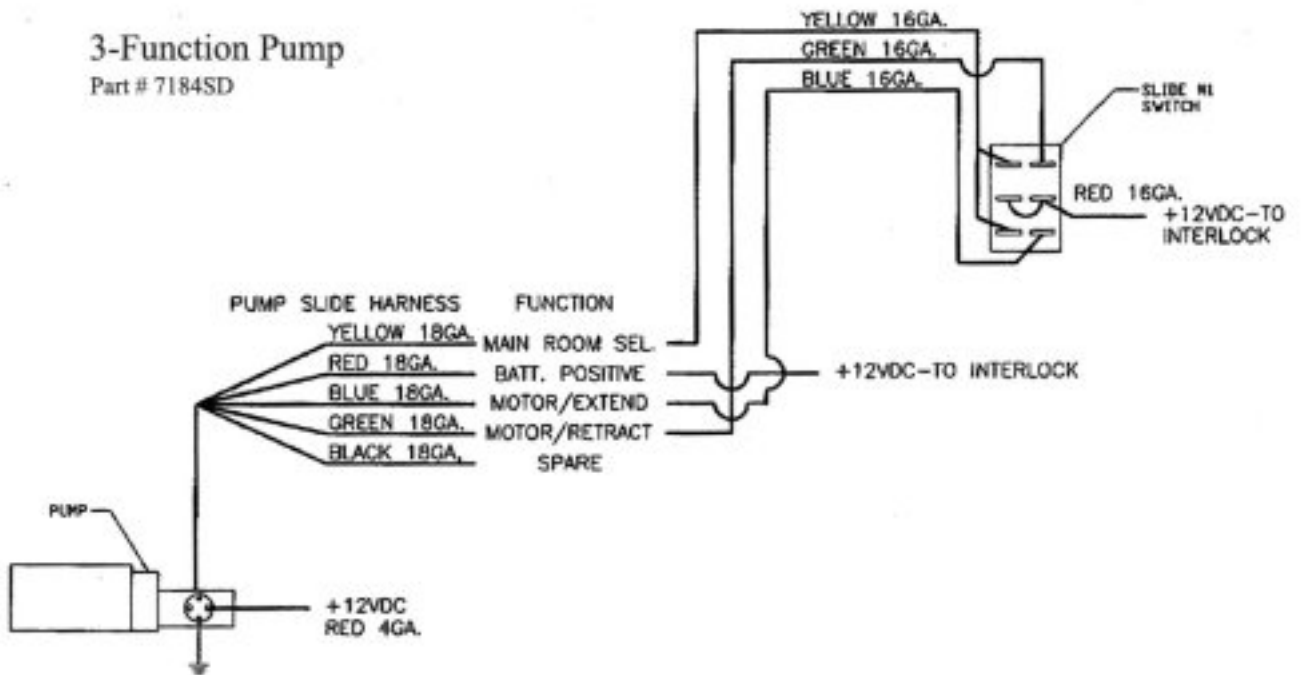 3-Function Pump
Part # 7184SD
YELLOW 16GA.
GREEN 16GA.
BLUE 16GA.
SLIDE #1
SWITCH
RED 16GA.
+12VDC-TO
INTERLOCK
PUMP SLIDE HARNESS FUNCTION
YELLOW 18GA. MAIN ROOM SEL.
RED 18GA. BATT. POSITIVE +12VDC-TO INTERLOCK
BLUE 18GA. MOTOR/EXTEND
GREEN 18GA. MOTOR/RETRACT
BLACK 18GA. SPARE
PUMP
+12VDC
RED 4GA.